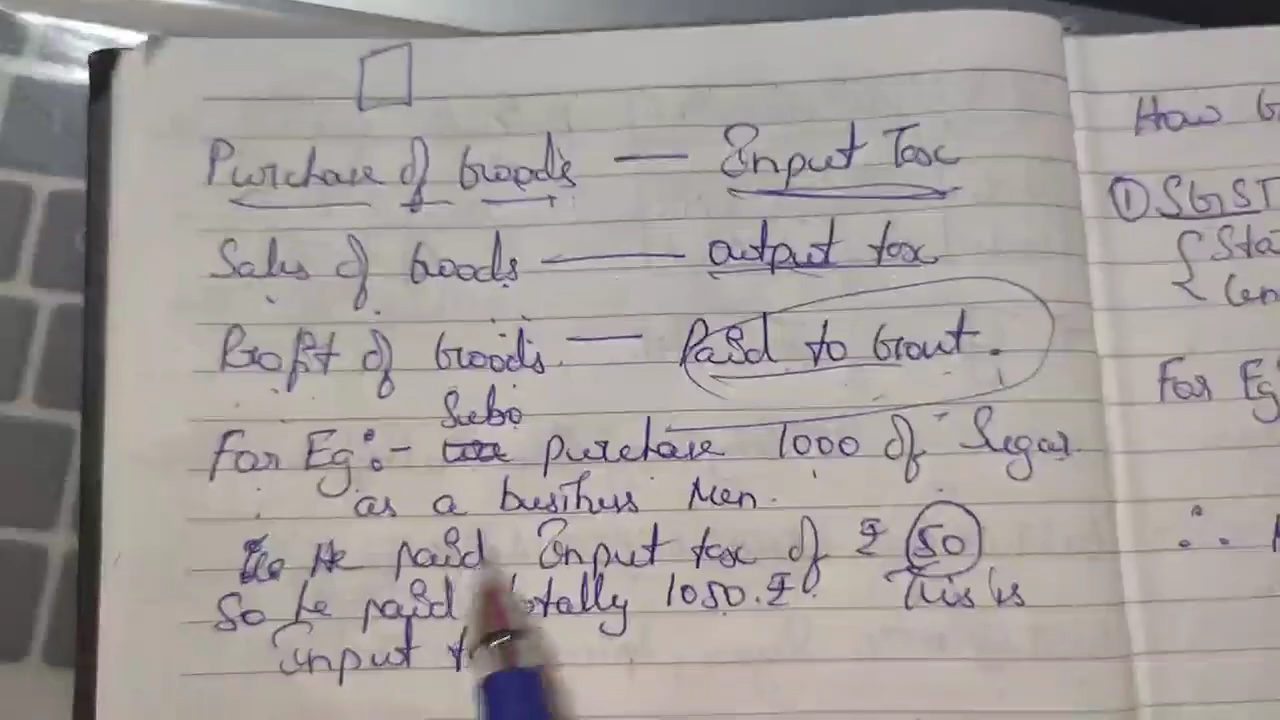 Purchase of Goods — Input Tax
Sales of Goods — output tax
Profit of Goods — Paid to Govt.
For Eg:- purchase 1000 of Sugar
as a business Men.
He paid Input tax of ₹ 50
So he paid totally 1050.₹ This is
Input
How
① SGST
{ Sta
Cen
For Eg
∴